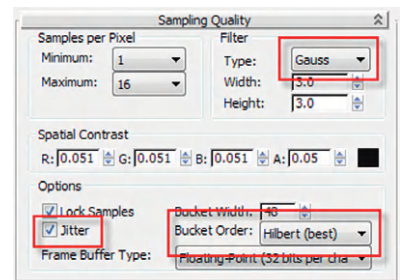 Sampling Quality
Samples per Pixel
Filter
Minimum: 1
Type: Gauss
Maximum: 16
Width: 3.0
Height: 3.0
Spatial Contrast
R: 0.051 G: 0.051 B: 0.051 A: 0.05
Options
Lock Samples Bucket Width: 48
Jitter Bucket Order: Hilbert (best)
Frame Buffer Type: Floating-Point (32 bits per cha